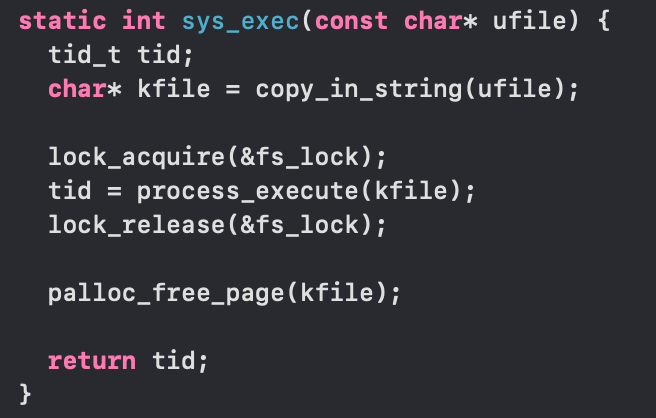 static int sys_exec(const char* ufile) {
  tid_t tid;
  char* kfile = copy_in_string(ufile);

  lock_acquire(&fs_lock);
  tid = process_execute(kfile);
  lock_release(&fs_lock);

  palloc_free_page(kfile);

  return tid;
}